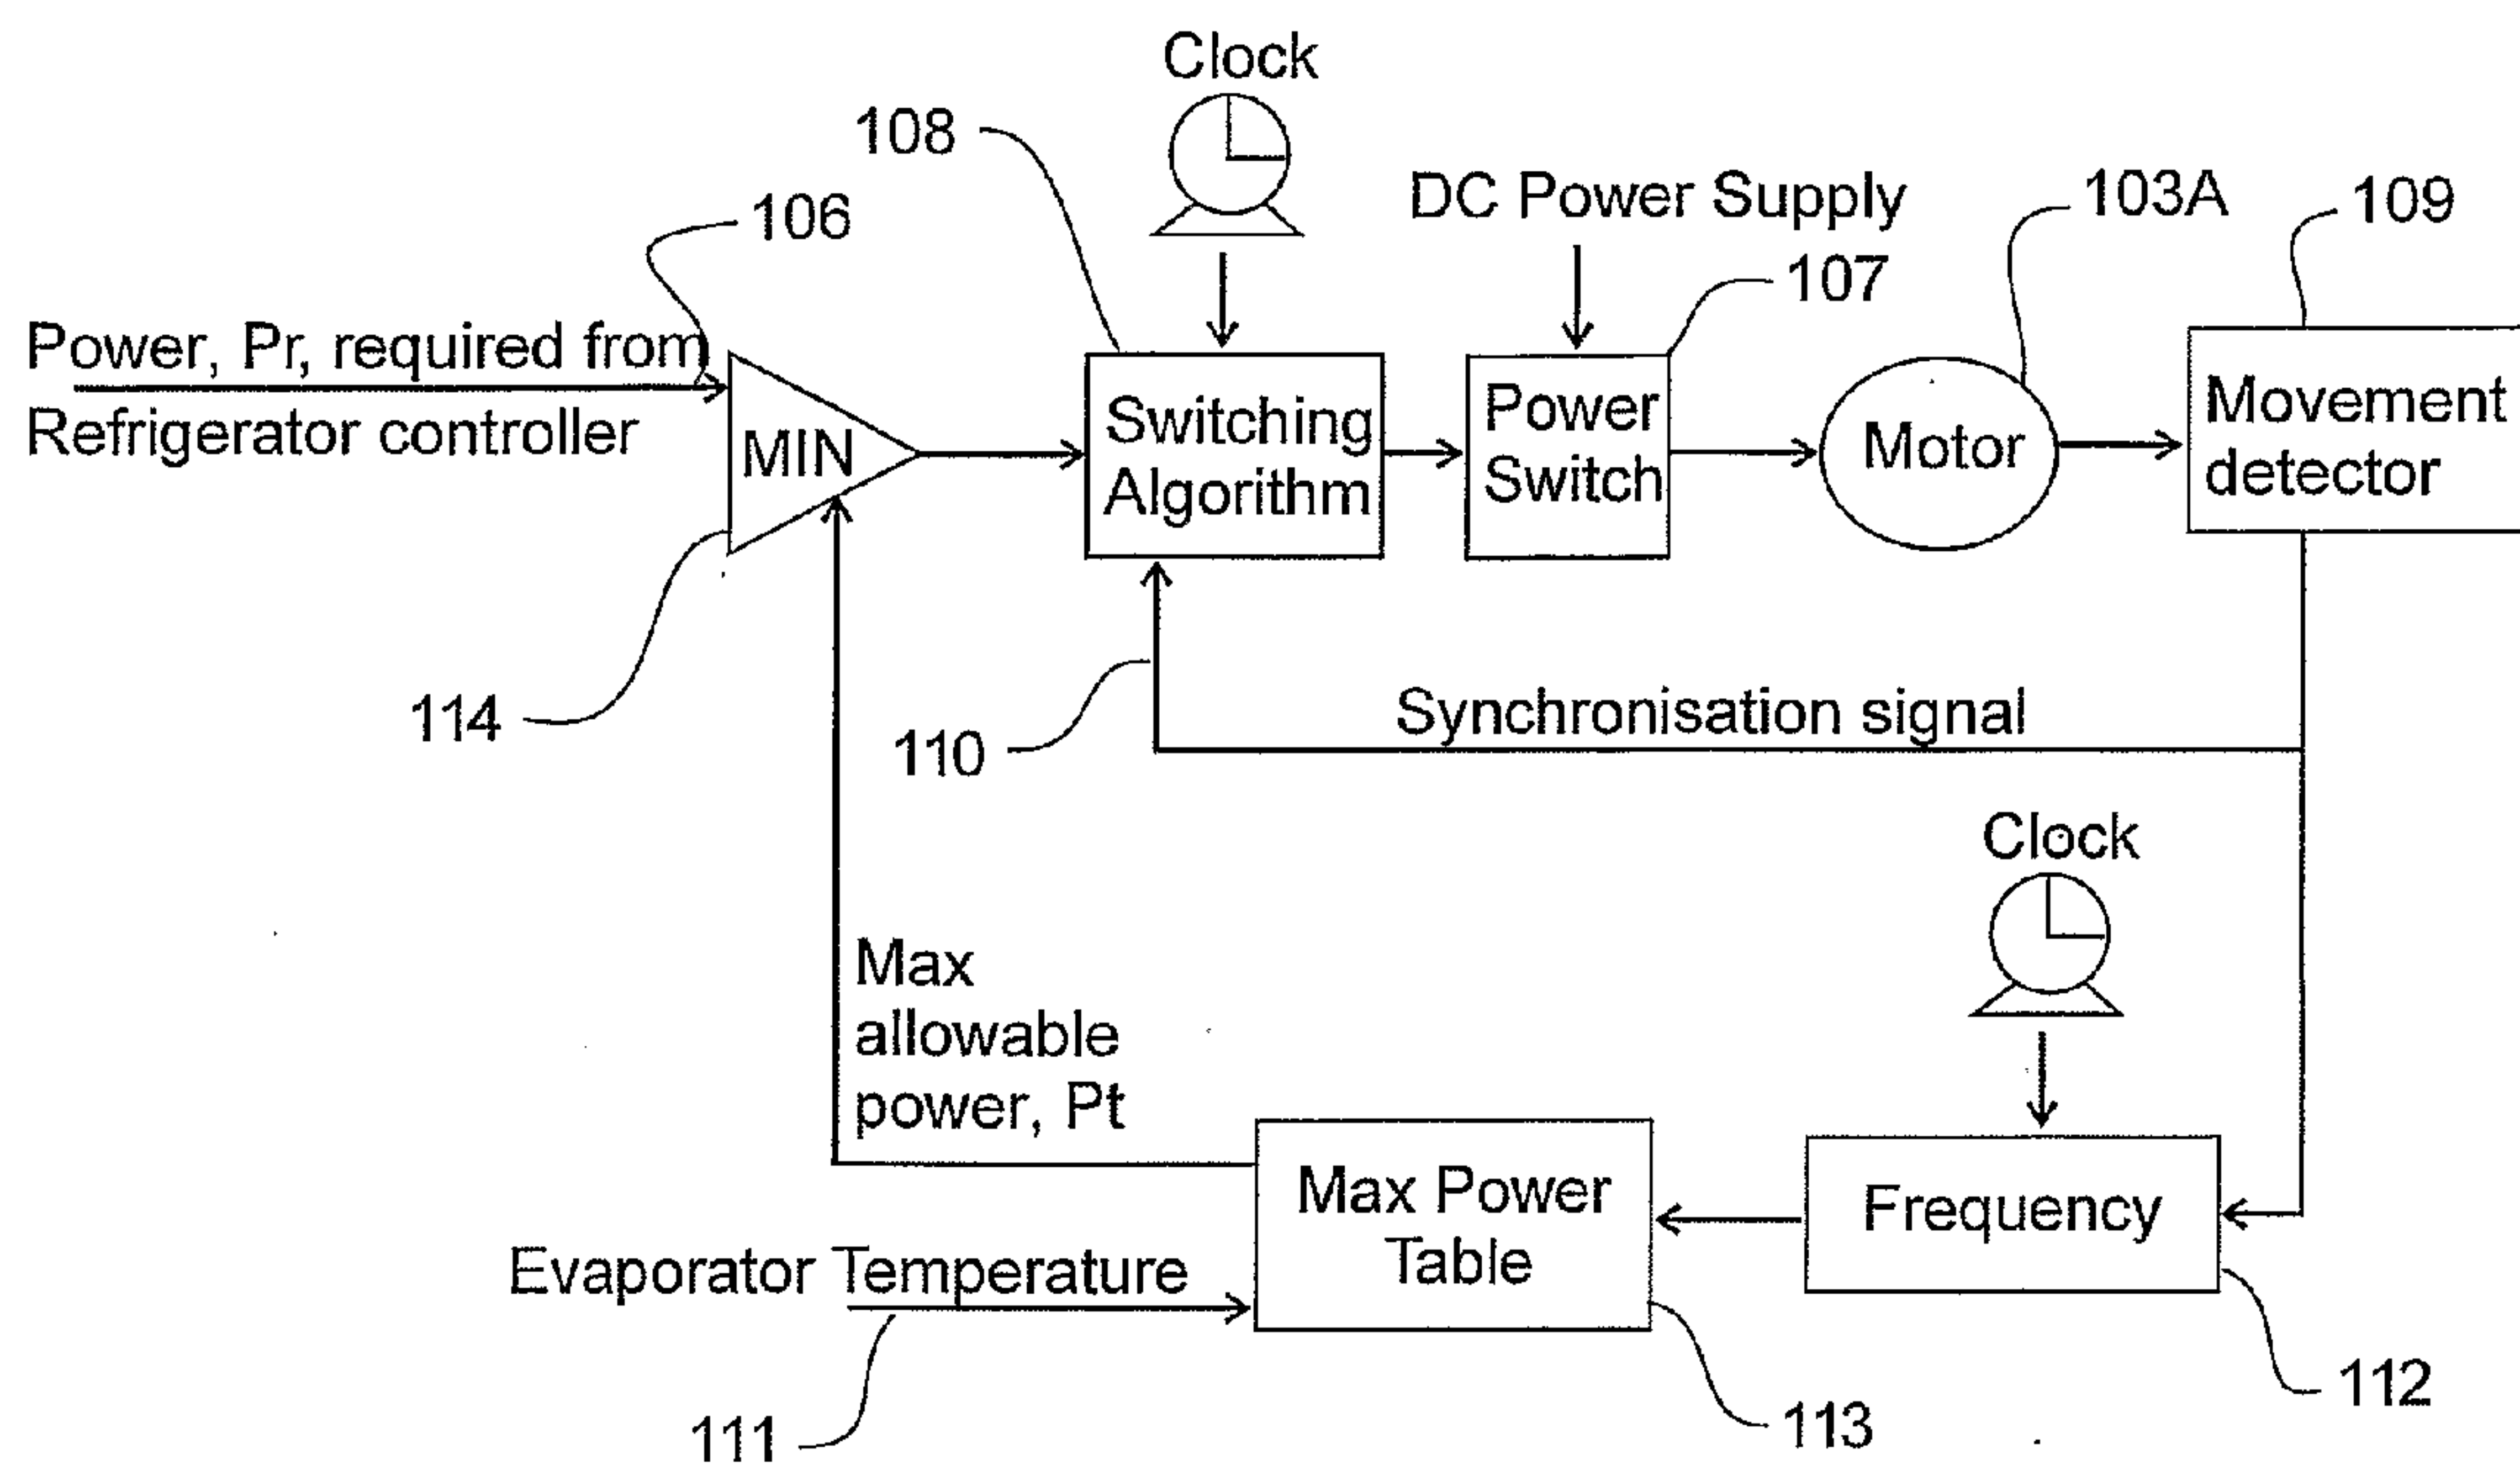 Clock
108
106
DC Power Supply
103A
109
107
Power, Pr, required from
Refrigerator controller
MIN
Switching
Algorithm
Power
Switch
Motor
Movement
detector
114
110
Synchronisation signal
Clock
Max
allowable
power, Pt
Max Power
Table
Frequency
Evaporator Temperature
111
113
112